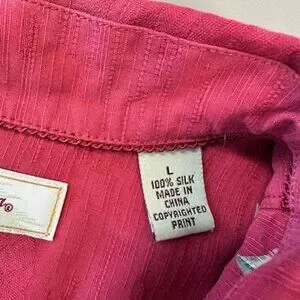 L
100% SILK
MADE IN
CHINA
COPYRIGHTED
PRINT